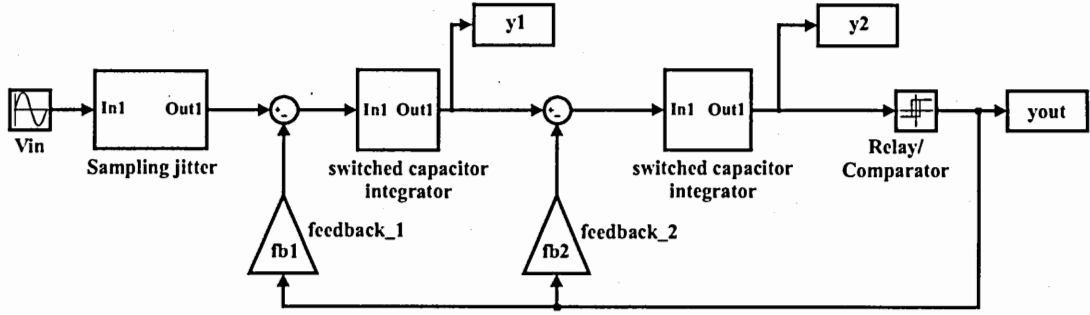 y1
y2
In1
Out1
In1 Out1
In1 Out1
yout
Vin
Sampling jitter
switched capacitor
integrator
switched capacitor
integrator
Relay/
Comparator
feedback_1
fb1
feedback_2
fb2